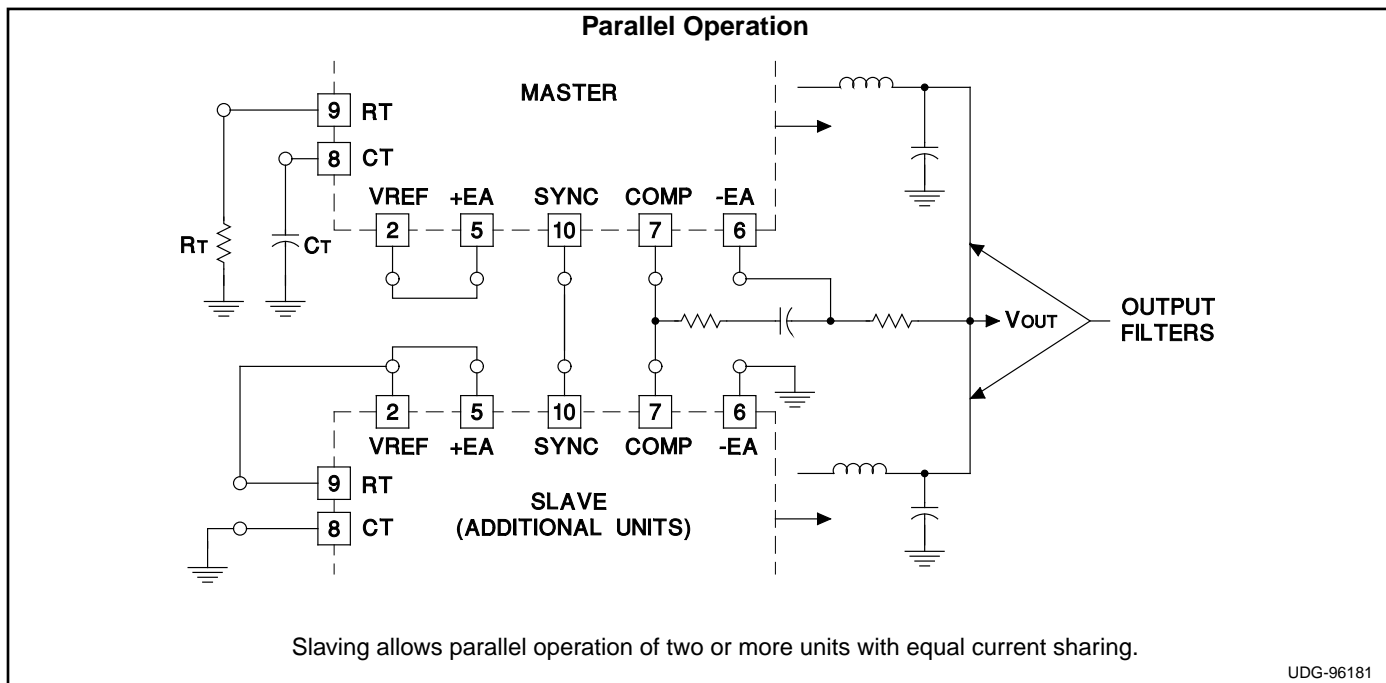 Parallel Operation
MASTER
9 RT
8 CT
VREF +EA SYNC COMP -EA
2 5 10 7 6
RT CT
VOUT
OUTPUT
FILTERS
2 5 10 7 6
VREF +EA SYNC COMP -EA
9 RT
8 CT
SLAVE
(ADDITIONAL UNITS)
Slaving allows parallel operation of two or more units with equal current sharing.
UDG-96181